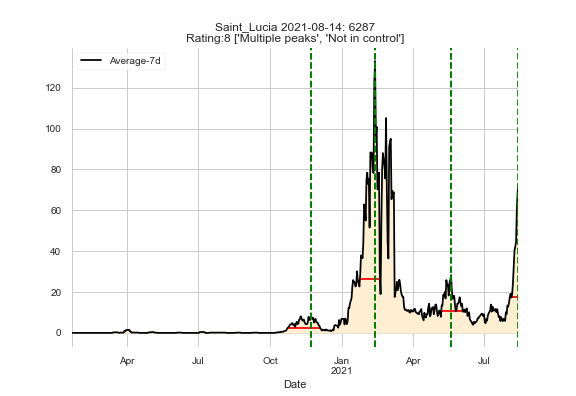 Saint_Lucia 2021-08-14: 6287
Rating:8 ['Multiple peaks', 'Not in control']
Average-7d
120
100
80
60
40
20
0
Apr Jul Oct Jan Apr Jul
2021
Date